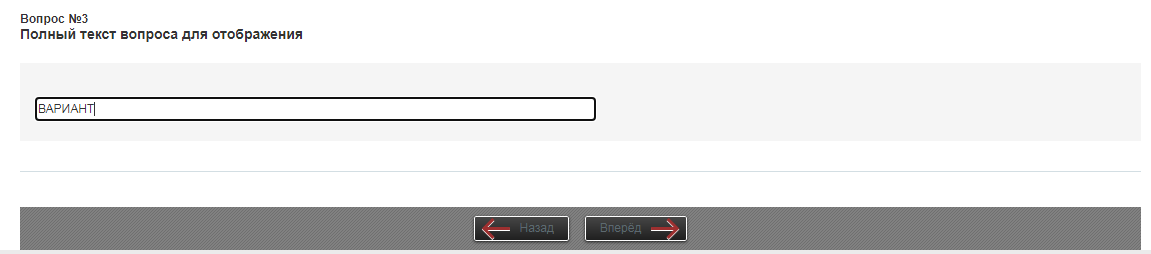 Вопрос №3
Полный текст вопроса для отображения
ВАРИАНТ
Назад Вперёд